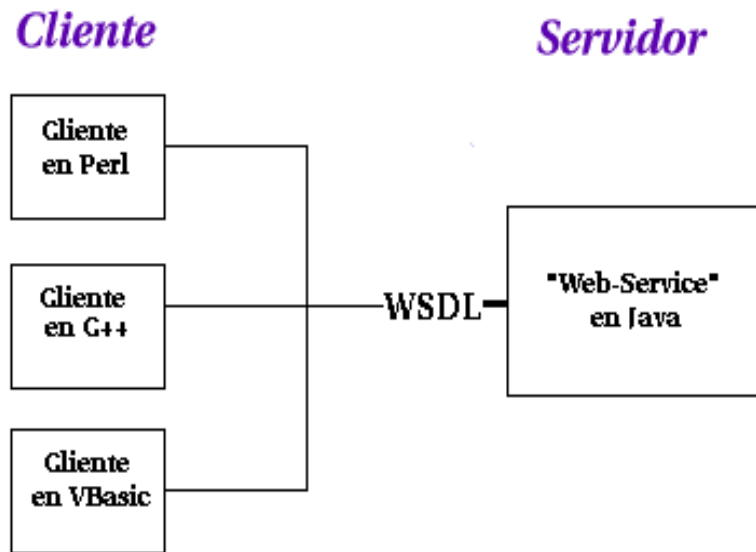 Cliente
Servidor
Cliente
en Perl
Cliente
en G++
Cliente
en VBasic
WSDL
"Web-Service"
en Java